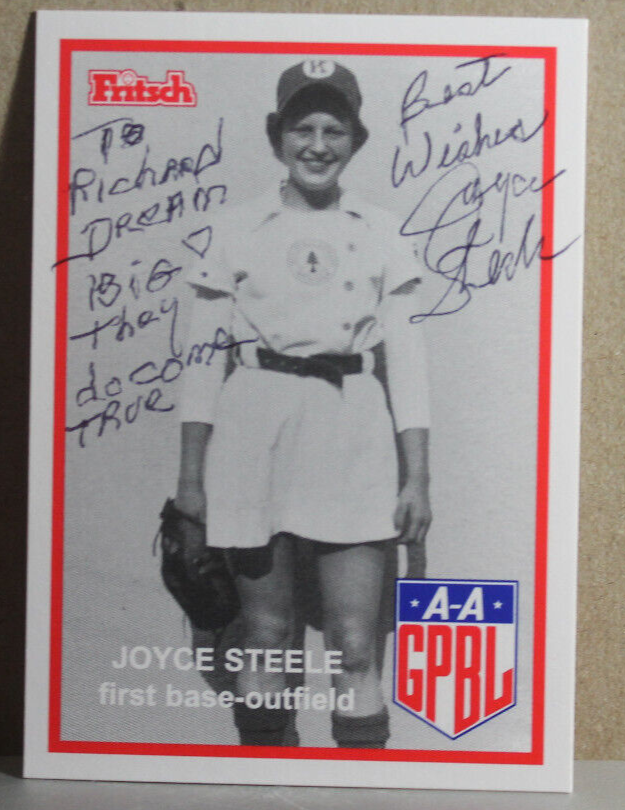 Fritsch
To
Richard
DREAM
BiG
They
do come
TRUE
Best
Wishes
Joyce
Steele
K
A-A
GPBL
JOYCE STEELE
first base-outfield